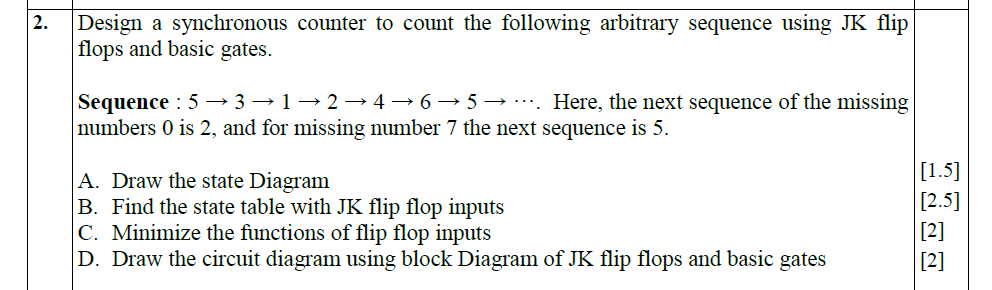 2. Design a synchronous counter to count the following arbitrary sequence using JK flip
flops and basic gates.
Sequence : 5 → 3 → 1 → 2 → 4 → 6 → 5 → ⋯. Here, the next sequence of the missing
numbers 0 is 2, and for missing number 7 the next sequence is 5.
A. Draw the state Diagram [1.5]
B. Find the state table with JK flip flop inputs [2.5]
C. Minimize the functions of flip flop inputs [2]
D. Draw the circuit diagram using block Diagram of JK flip flops and basic gates [2]